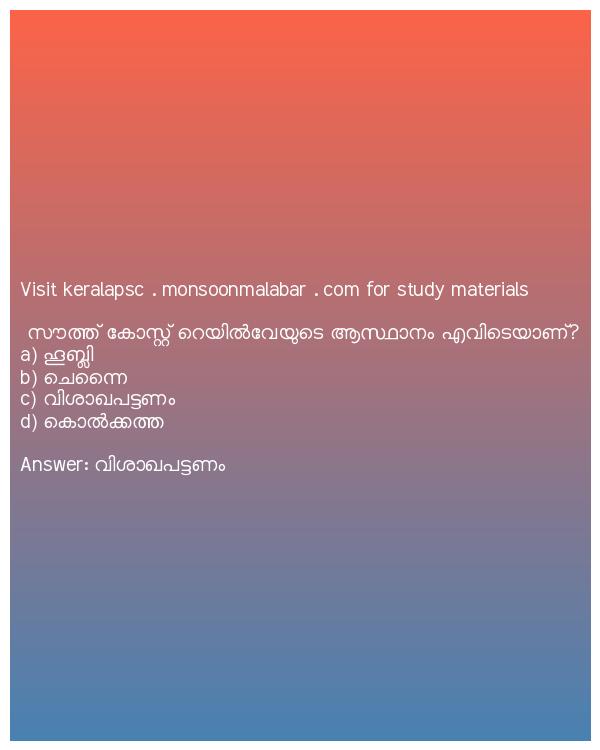 Visit keralapsc . monsoonmalabar . com for study materials
സൗത്ത് കോസ്റ്റ് റെയിൽവേയുടെ ആസ്ഥാനം എവിടെയാണ്?
a) ഹൂബ്ലി
b) ചെന്നൈ
c) വിശാഖപട്ടണം
d) കൊൽക്കത്ത
Answer: വിശാഖപട്ടണം